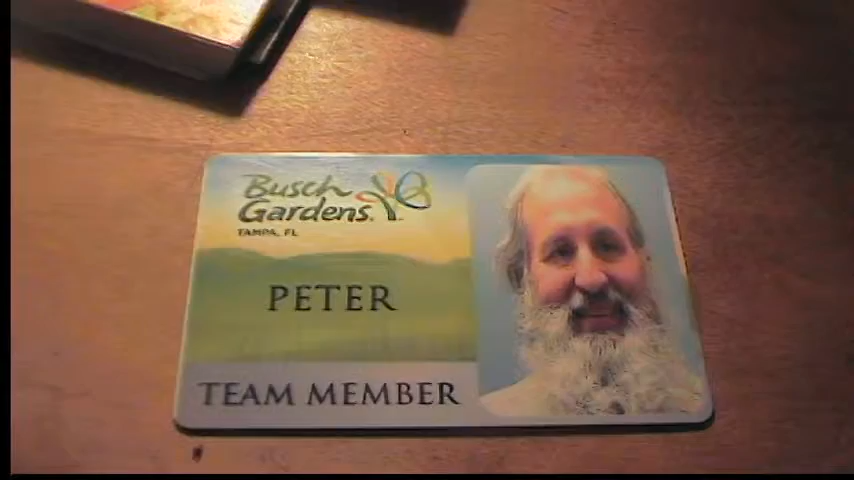 Busch
Gardens
TAMPA, FL
PETER
TEAM MEMBER